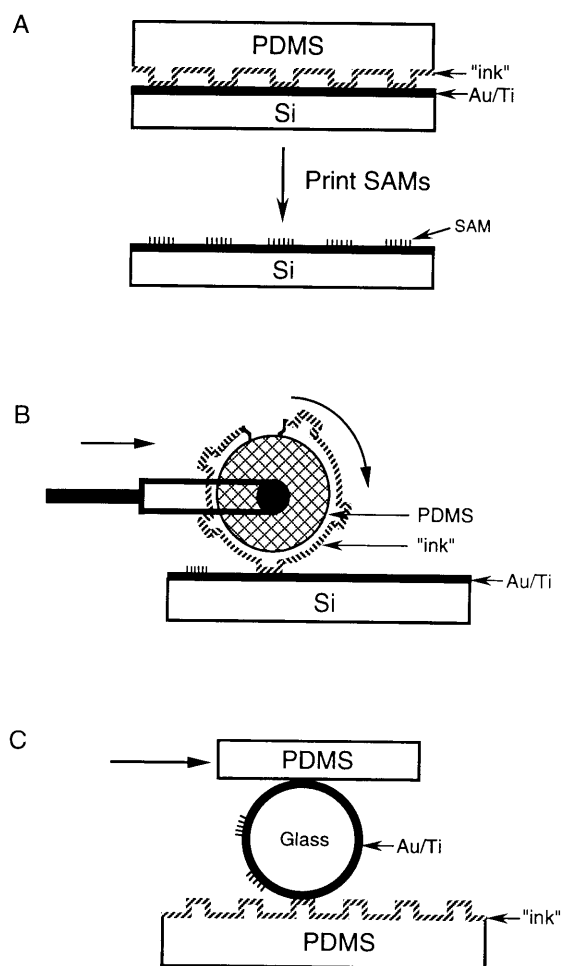 A
PDMS
"ink"
Au/Ti
Si
Print SAMs
SAM
Si
B
PDMS
"ink"
Au/Ti
Si
C
PDMS
Glass
Au/Ti
"ink"
PDMS